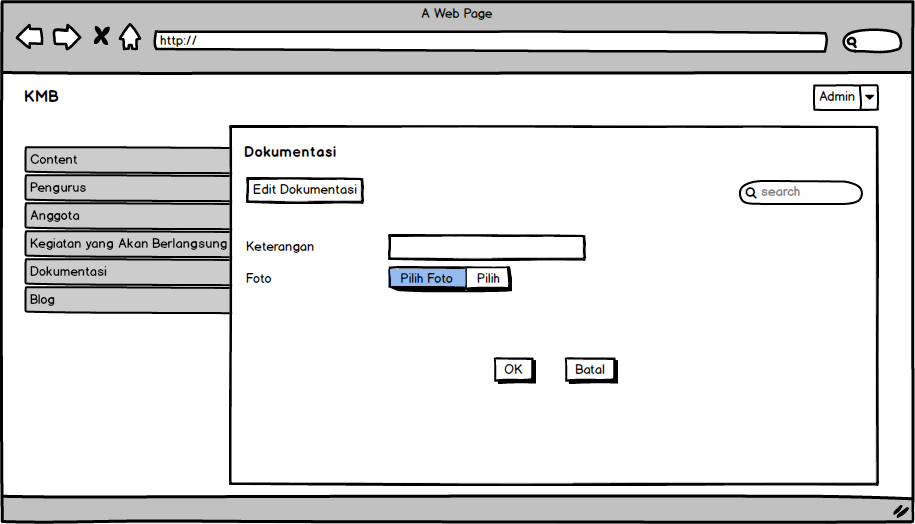 A Web Page
http://
KMB
Admin
Content
Pengurus
Anggota
Kegiatan yang Akan Berlangsung
Dokumentasi
Blog
Dokumentasi
Edit Dokumentasi
search
Keterangan
Foto
Pilih Foto
Pilih
OK
Batal